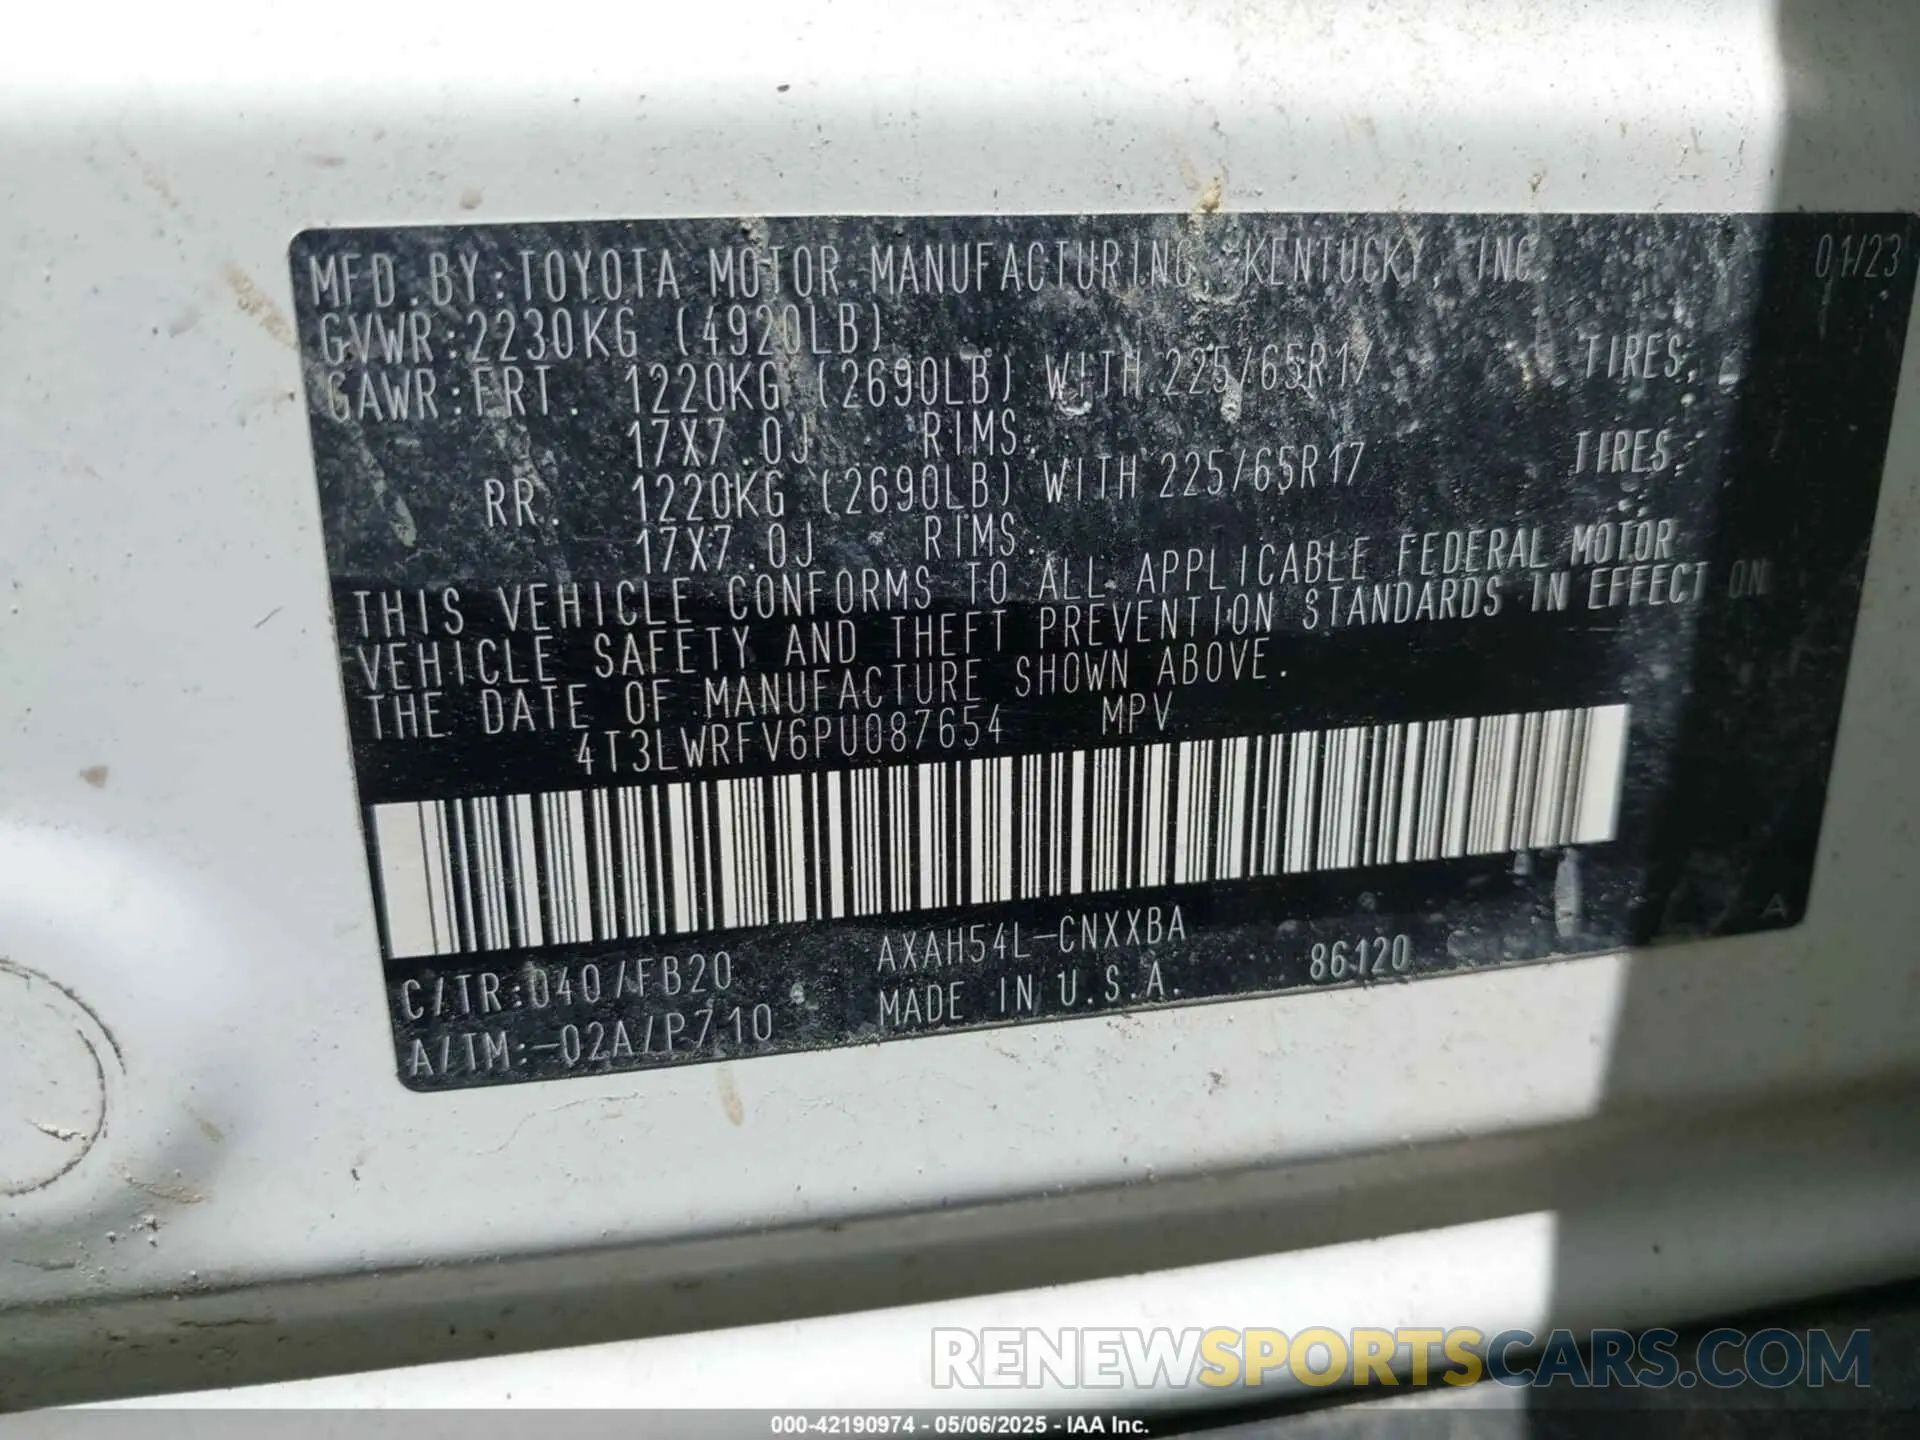 MFD.BY:TOYOTA MOTOR MANUFACTURING, KENTUCKY, INC. 01/23
GVWR:2230KG (4920LB)
GAWR:FRT. 1220KG (2690LB) WITH 225/65R17 TIRES,
17X7.0J RIMS.
RR. 1220KG (2690LB) WITH 225/65R17 TIRES,
17X7.0J RIMS.
THIS VEHICLE CONFORMS TO ALL APPLICABLE FEDERAL MOTOR
VEHICLE SAFETY AND THEFT PREVENTION STANDARDS IN EFFECT ON
THE DATE OF MANUFACTURE SHOWN ABOVE.
4T3LWRFV6PU087654 MPV
C/TR:040/FB20 AXAH54L-CNXXBA 86120 A
A/TM:-02A/P710 MADE IN U.S.A.
RENEWSPORTSCARS.COM
000-42190974 - 05/06/2025 - IAA Inc.